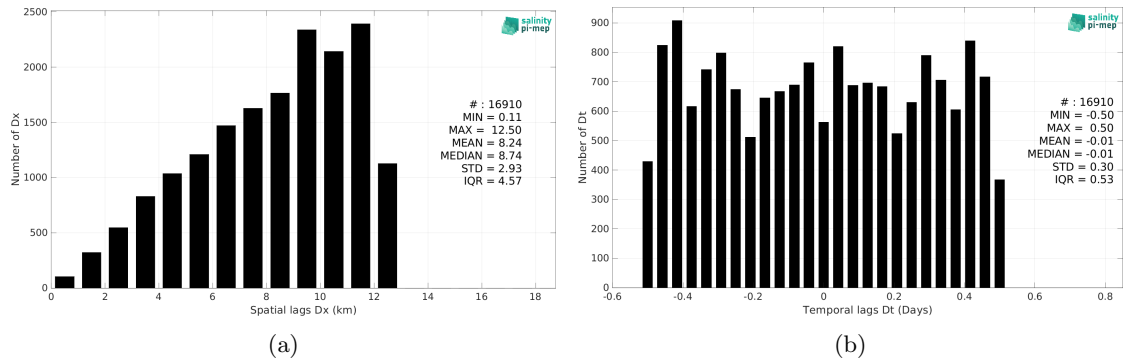 2500
2000
1500
1000
500
0
0
2
4
6
8
10
12
14
16
18
Number of Dx
Spatial lags Dx (km)
salinity
pi-mep
# : 16910
MIN = 0.11
MAX = 12.50
MEAN = 8.24
MEDIAN = 8.74
STD = 2.93
IQR = 4.57
(a)
900
800
700
600
500
400
300
200
100
0
-0.6
-0.4
-0.2
0
0.2
0.4
0.6
0.8
Number of Dt
Temporal lags Dt (Days)
salinity
pi-mep
# : 16910
MIN = -0.50
MAX = 0.50
MEAN = -0.01
MEDIAN = -0.01
STD = 0.30
IQR = 0.53
(b)